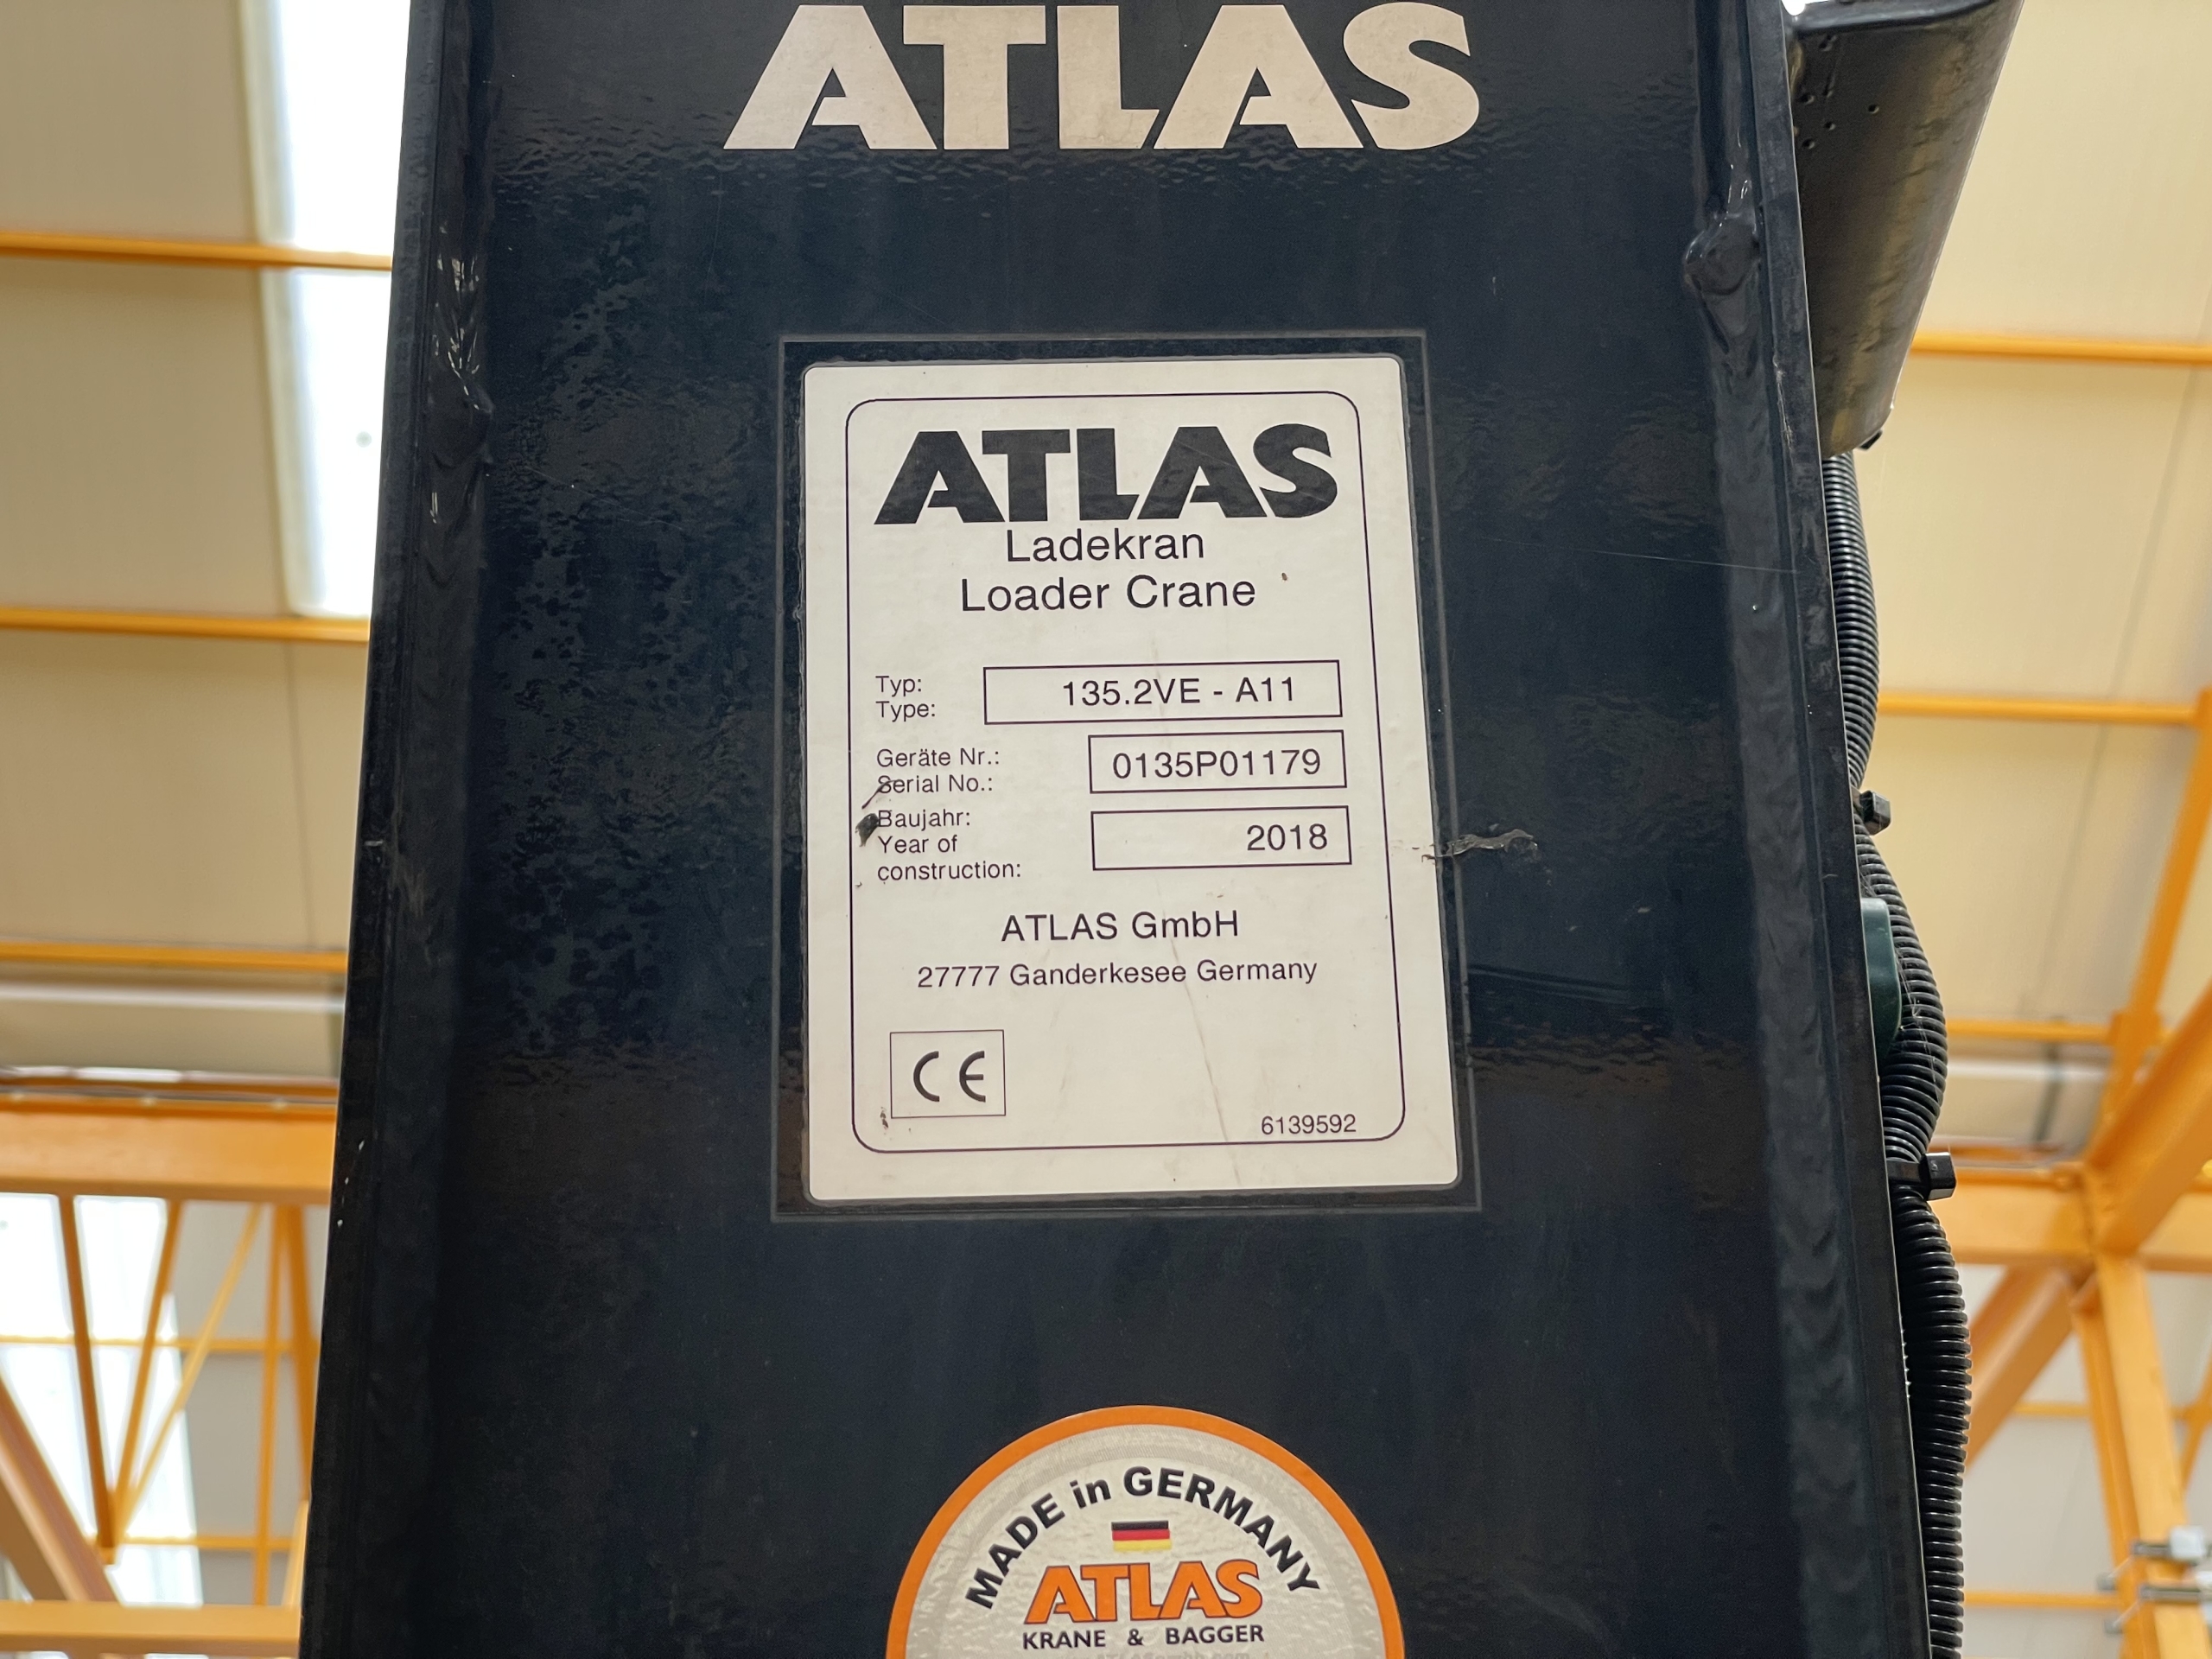 ATLAS
ATLAS
Ladekran
Loader Crane
Typ:
Type:
135.2VE - A11
Geräte Nr.:
Serial No.:
0135P01179
Baujahr:
Year of
construction:
2018
ATLAS GmbH
27777 Ganderkesee Germany
CE
6139592
MADE in GERMANY
ATLAS
KRANE & BAGGER